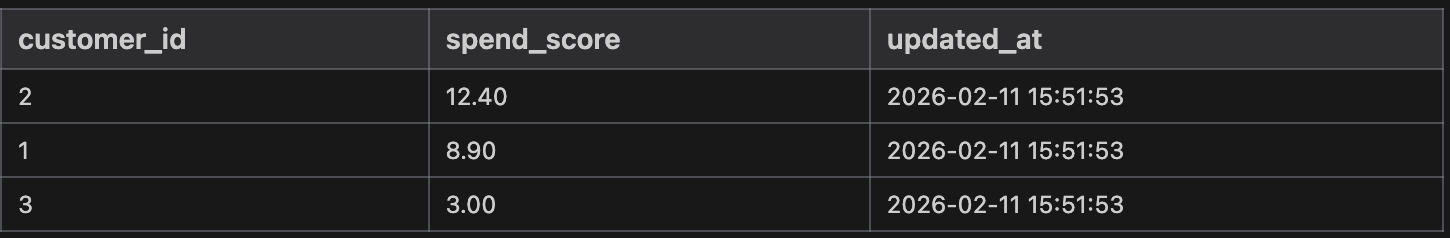 customer_id spend_score updated_at
2 12.40 2026-02-11 15:51:53
1 8.90 2026-02-11 15:51:53
3 3.00 2026-02-11 15:51:53